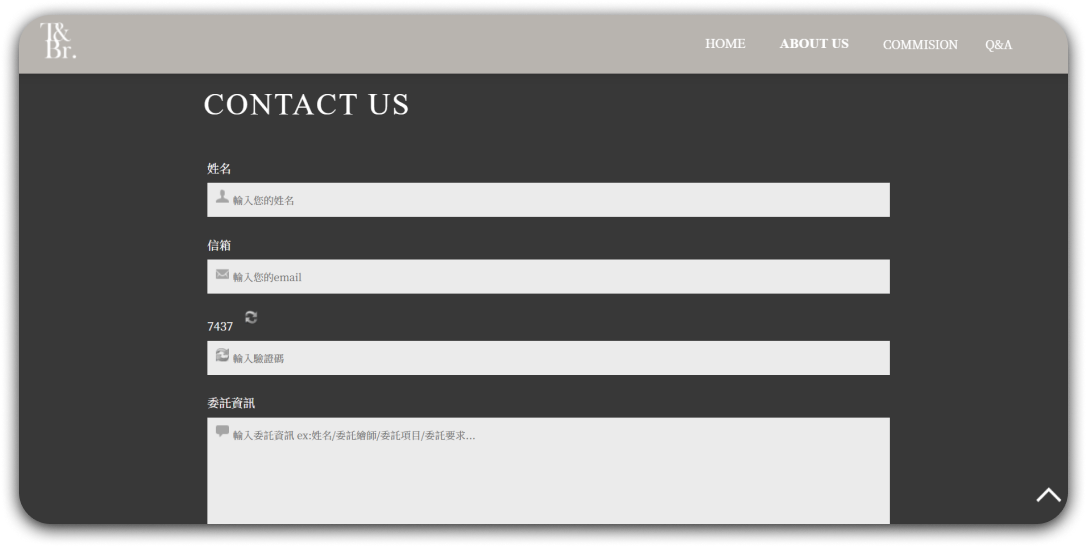 T&
Br.
HOME ABOUT US COMMISION Q&A
CONTACT US
姓名
輸入您的姓名
信箱
輸入您的email
7437
輸入驗證碼
委託資訊
輸入委託資訊 ex:姓名/委託繪師/委託項目/委託要求...